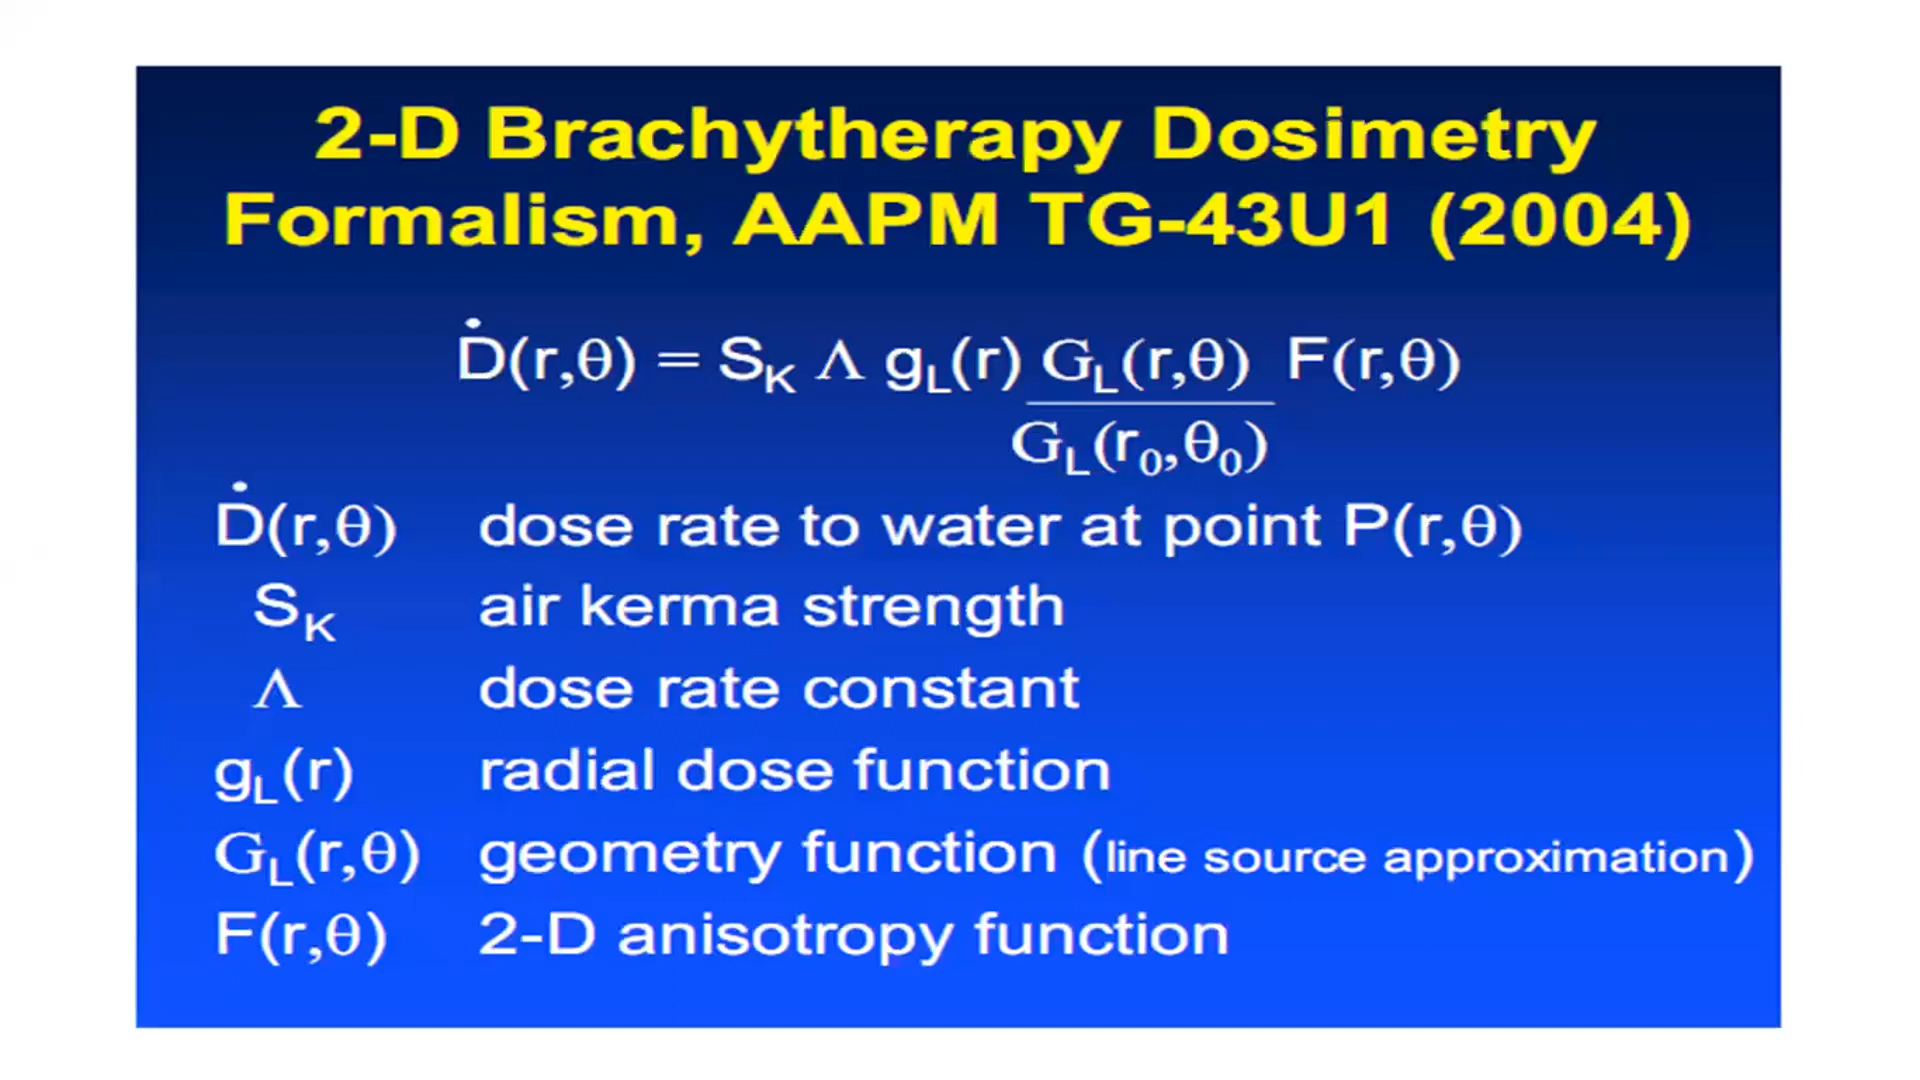 2-D Brachytherapy Dosimetry
Formalism, AAPM TG-43U1 (2004)
Ḋ(r,θ) = S_K Λ g_L(r) G_L(r,θ) F(r,θ)
G_L(r₀,θ₀)
Ḋ(r,θ) dose rate to water at point P(r,θ)
S_K air kerma strength
Λ dose rate constant
g_L(r) radial dose function
G_L(r,θ) geometry function (line source approximation)
F(r,θ) 2-D anisotropy function